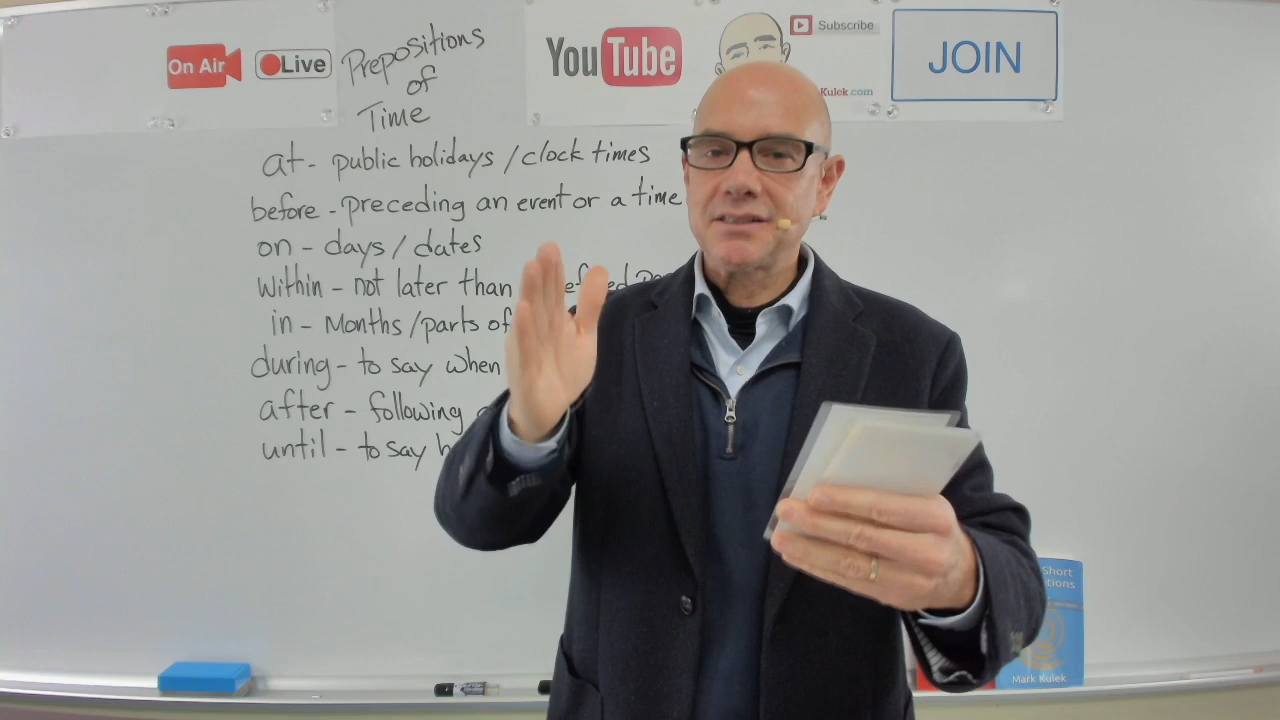 On Air
Live
Prepositions
of
Time
YouTube
Subscribe
JOIN
Kulek.com
at - public holidays / clock times
before - preceding an event or a time
on - days / dates
within - not later than
in - Months / parts of
during - to say when
after - following
until - to say
Short
Mark Kulek